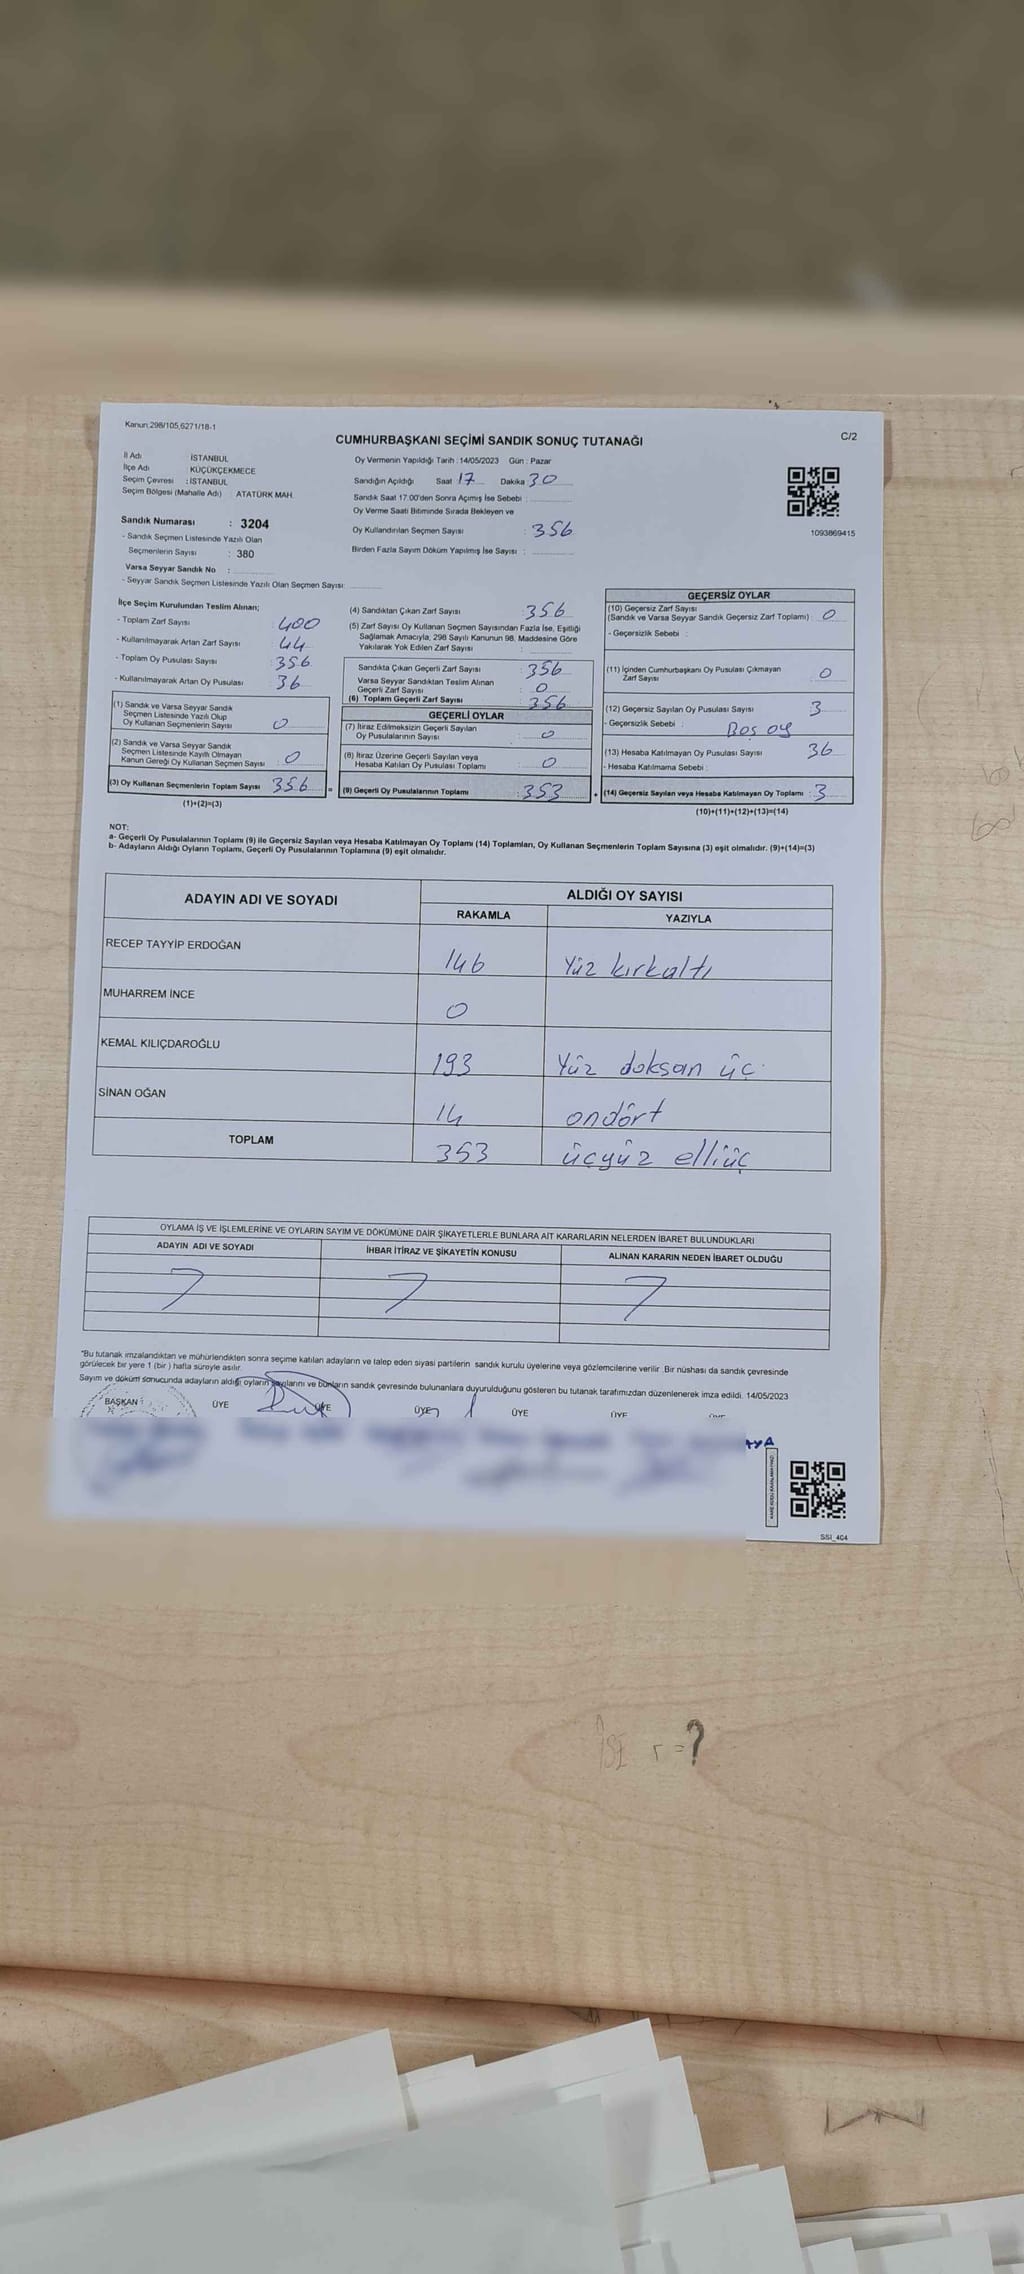 Kanun.298/105,6271/18-1
CUMHURBAŞKANI SEÇİMİ SANDIK SONUÇ TUTANAĞI
C/2
İl Adı : İSTANBUL
İlçe Adı : KÜÇÜKÇEKMECE
Seçim Çevresi : İSTANBUL
Seçim Bölgesi (Mahalle Adı) : ATATÜRK MAH.
Sandık Numarası : 3204
- Sandık Seçmen Listesinde Yazılı Olan
Seçmenlerin Sayısı : 380
Varsa Seyyar Sandık No :
- Seyyar Sandık Seçmen Listesinde Yazılı Olan Seçmen Sayısı:
Oy Vermenin Yapıldığı Tarih : 14/05/2023 Gün : Pazar
Sandığın Açıldığı Saat 17 Dakika 30
Sandık Saat 17.00'den Sonra Açımış İse Sebebi :
Oy Verme Saati Bitiminde Sırada Bekleyen ve
Oy Kullandırılan Seçmen Sayısı : 356
Birden Fazla Sayım Döküm Yapılmış İse Sayısı :
1093869415
İlçe Seçim Kurulundan Teslim Alınan;
- Toplam Zarf Sayısı : 400
- Kullanılmayarak Artan Zarf Sayısı : 44
- Toplam Oy Pusulası Sayısı : 356
- Kullanılmayarak Artan Oy Pusulası : 36
(1) Sandık ve Varsa Seyyar Sandık
Seçmen Listesinde Yazılı Olup
Oy Kullanan Seçmenlerin Sayısı : 0
(2) Sandık ve Varsa Seyyar Sandık
Seçmen Listesinde Kayıtlı Olmayan
Kanun Gereği Oy Kullanan Seçmen Sayısı : 0
(3) Oy Kullanan Seçmenlerin Toplam Sayısı : 356
(1)+(2)=(3)
(4) Sandıktan Çıkan Zarf Sayısı : 356
(5) Zarf Sayısı Oy Kullanan Seçmen Sayısından Fazla İse, Eşitliği
Sağlamak Amacıyla, 298 Sayılı Kanunun 98. Maddesine Göre
Yakılarak Yok Edilen Zarf Sayısı :
Sandıkta Çıkan Geçerli Zarf Sayısı : 356
Varsa Seyyar Sandıktan Teslim Alınan
Geçerli Zarf Sayısı : 0
(6) Toplam Geçerli Zarf Sayısı : 356
GEÇERLİ OYLAR
(7) İtiraz Edilmeksizin Geçerli Sayılan
Oy Pusulalarının Sayısı : 0
(8) İtiraz Üzerine Geçerli Sayılan veya
Hesaba Katılan Oy Pusulası Toplamı : 0
= (9) Geçerli Oy Pusulalarının Toplamı : 353 +
GEÇERSİZ OYLAR
(10) Geçersiz Zarf Sayısı
(Sandık ve Varsa Seyyar Sandık Geçersiz Zarf Toplamı) : 0
- Geçersizlik Sebebi :
(11) İçinden Cumhurbaşkanı Oy Pusulası Çıkmayan
Zarf Sayısı : 0
(12) Geçersiz Sayılan Oy Pusulası Sayısı : 3
- Geçersizlik Sebebi : Boş oy
(13) Hesaba Katılmayan Oy Pusulası Sayısı : 36
- Hesaba Katılmama Sebebi :
(14) Geçersiz Sayılan veya Hesaba Katılmayan Oy Toplamı : 3
(10)+(11)+(12)+(13)=(14)
NOT:
a- Geçerli Oy Pusulalarının Toplamı (9) ile Geçersiz Sayılan veya Hesaba Katılmayan Oy Toplamı (14) Toplamları, Oy Kullanan Seçmenlerin Toplam Sayısına (3) eşit olmalıdır. (9)+(14)=(3)
b- Adayların Aldığı Oyların Toplamı, Geçerli Oy Pusulalarının Toplamına (9) eşit olmalıdır.
ADAYIN ADI VE SOYADI ALDIĞI OY SAYISI
RAKAMLA YAZIYLA
RECEP TAYYİP ERDOĞAN 146 Yüz kırkaltı
MUHARREM İNCE 0
KEMAL KILIÇDAROĞLU 193 Yüz doksan üç
SİNAN OĞAN 14 ondört
TOPLAM 353 üçyüz elliüç
OYLAMA İŞ VE İŞLEMLERİNE VE OYLARIN SAYIM VE DÖKÜMÜNE DAİR ŞİKAYETLERLE BUNLARA AİT KARARLARIN NELERDEN İBARET BULUNDUKLARI
ADAYIN ADI VE SOYADI İHBAR İTİRAZ VE ŞİKAYETİN KONUSU ALINAN KARARIN NEDEN İBARET OLDUĞU
*Bu tutanak imzalandıktan ve mühürlendikten sonra seçime katılan adayların ve talep eden siyasi partilerin sandık kurulu üyelerine veya gözlemcilerine verilir. Bir nüshası da sandık çevresinde
görülecek bir yere 1 (bir) hafta süreyle asılır.
Sayım ve döküm sonucunda adayların aldığı oyların sayılarını ve bunların sandık çevresinde bulunanlara duyurulduğunu gösteren bu tutanak tarafımızdan düzenlenerek imza edildi. 14/05/2023
BAŞKAN ÜYE ÜYE ÜYE ÜYE ÜYE ÜYE
AYA
SSI_404
İSE r=?